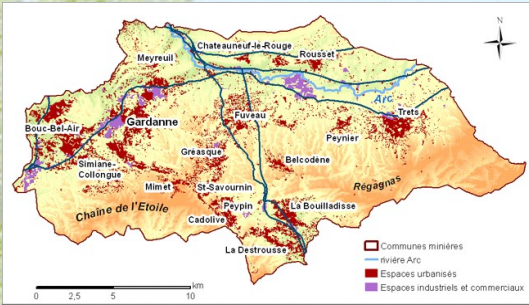 N
Chateauneuf-le-Rouge
Meyreuil
Rousset
Arc
Trets
Bouc-Bel-Air
Gardanne
Fuveau
Peynier
Gréasque
Simiane-
Collongue
Belcodène
Mimet
St-Savournin
Régagnas
Chaîne de l'Etoile
Peypin
La Bouilladisse
Cadolive
La Destrousse
Communes minières
rivière Arc
Espaces urbanisés
Espaces industriels et commerciaux
km
0 2,5 5 10